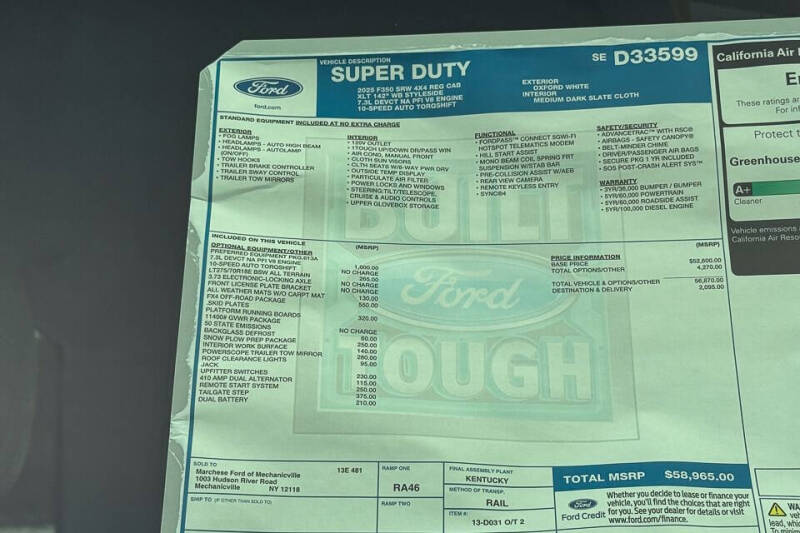 VEHICLE DESCRIPTION
SUPER DUTY
2025 F350 SRW 4X4 REG CAB
XLT 142" WB STYLESIDE
7.3L DEVCT NA PFI V8 ENGINE
10-SPEED AUTO TORQSHIFT
EXTERIOR
OXFORD WHITE
INTERIOR
MEDIUM DARK SLATE CLOTH
SE D33599
Ford
ford.com
STANDARD EQUIPMENT INCLUDED AT NO EXTRA CHARGE
EXTERIOR
• FOG LAMPS
• HEADLAMPS - AUTO HIGH BEAM
• HEADLAMPS - AUTOLAMP
(ON/OFF)
• TOW HOOKS
• TRAILER BRAKE CONTROLLER
• TRAILER SWAY CONTROL
• TRAILER TOW MIRRORS
INTERIOR
• 120V OUTLET
• 1TOUCH UP/DOWN DR/PASS WIN
• AIR COND, MANUAL FRONT
• CLOTH SUN VISORS
• CLTH SEATS W/6-WAY PWR DRV
• OUTSIDE TEMP DISPLAY
• PARTICULATE AIR FILTER
• POWER LOCKS AND WINDOWS
• STEERING:TILT/TELESCOPE,
CRUISE & AUDIO CONTROLS
• UPPER GLOVEBOX STORAGE
FUNCTIONAL
• FORDPASS™ CONNECT 5GWI-FI
HOTSPOT TELEMATICS MODEM
• HILL START ASSIST
• MONO BEAM COIL SPRING FRT
SUSPENSION W/STAB BAR
• PRE-COLLISION ASSIST W/AEB
• REAR VIEW CAMERA
• REMOTE KEYLESS ENTRY
• SYNC®4
SAFETY/SECURITY
• ADVANCETRAC™ WITH RSC®
• AIRBAGS - SAFETY CANOPY®
• BELT-MINDER CHIME
• DRIVER/PASSENGER AIR BAGS
• SECURE PKG 1 YR INCLUDED
• SOS POST-CRASH ALERT SYS™
WARRANTY
• 3YR/36,000 BUMPER / BUMPER
• 5YR/60,000 POWERTRAIN
• 5YR/60,000 ROADSIDE ASSIST
• 5YR/100,000 DIESEL ENGINE
INCLUDED ON THIS VEHICLE
(MSRP)
OPTIONAL EQUIPMENT/OTHER
PREFERRED EQUIPMENT PKG.613A
7.3L DEVCT NA PFI V8 ENGINE
10-SPEED AUTO TORQSHIFT
LT275/70R18E BSW ALL TERRAIN
3.73 ELECTRONIC-LOCKING AXLE
FRONT LICENSE PLATE BRACKET
ALL WEATHER MATS W/O CARPT MAT
FX4 OFF-ROAD PACKAGE
.SKID PLATES
PLATFORM RUNNING BOARDS
11400# GVWR PACKAGE
50 STATE EMISSIONS
BACKGLASS DEFROST
SNOW PLOW PREP PACKAGE
INTERIOR WORK SURFACE
POWERSCOPE TRAILER TOW MIRROR
ROOF CLEARANCE LIGHTS
JACK
UPFITTER SWITCHES
410 AMP DUAL ALTERNATOR
REMOTE START SYSTEM
TAILGATE STEP
DUAL BATTERY
1,000.00
NO CHARGE
265.00
NO CHARGE
NO CHARGE
130.00
550.00
320.00
NO CHARGE
60.00
250.00
140.00
280.00
95.00
230.00
115.00
250.00
375.00
210.00
PRICE INFORMATION
(MSRP)
BASE PRICE $52,600.00
TOTAL OPTIONS/OTHER 4,270.00
TOTAL VEHICLE & OPTIONS/OTHER 56,870.00
DESTINATION & DELIVERY 2,095.00
BUILT
Ford
TOUGH
SOLD TO
13E 481
Marchese Ford of Mechanicville
1003 Hudson River Road
Mechanicville NY 12118
SHIP TO (IF OTHER THAN SOLD TO)
RAMP ONE
RA46
RAMP TWO
FINAL ASSEMBLY PLANT
KENTUCKY
METHOD OF TRANSP.
RAIL
ITEM #:
13-D031 O/T 2
TOTAL MSRP $58,965.00
Ford Credit
Whether you decide to lease or finance your
vehicle, you'll find the choices that are right
for you. See your dealer for details or visit
www.ford.com/finance.
California Air
These ratings ar
For inf
Protect t
Greenhouse
A+
Cleaner
Vehicle emissions
California Air Resou
WA
vehicl
lead, which